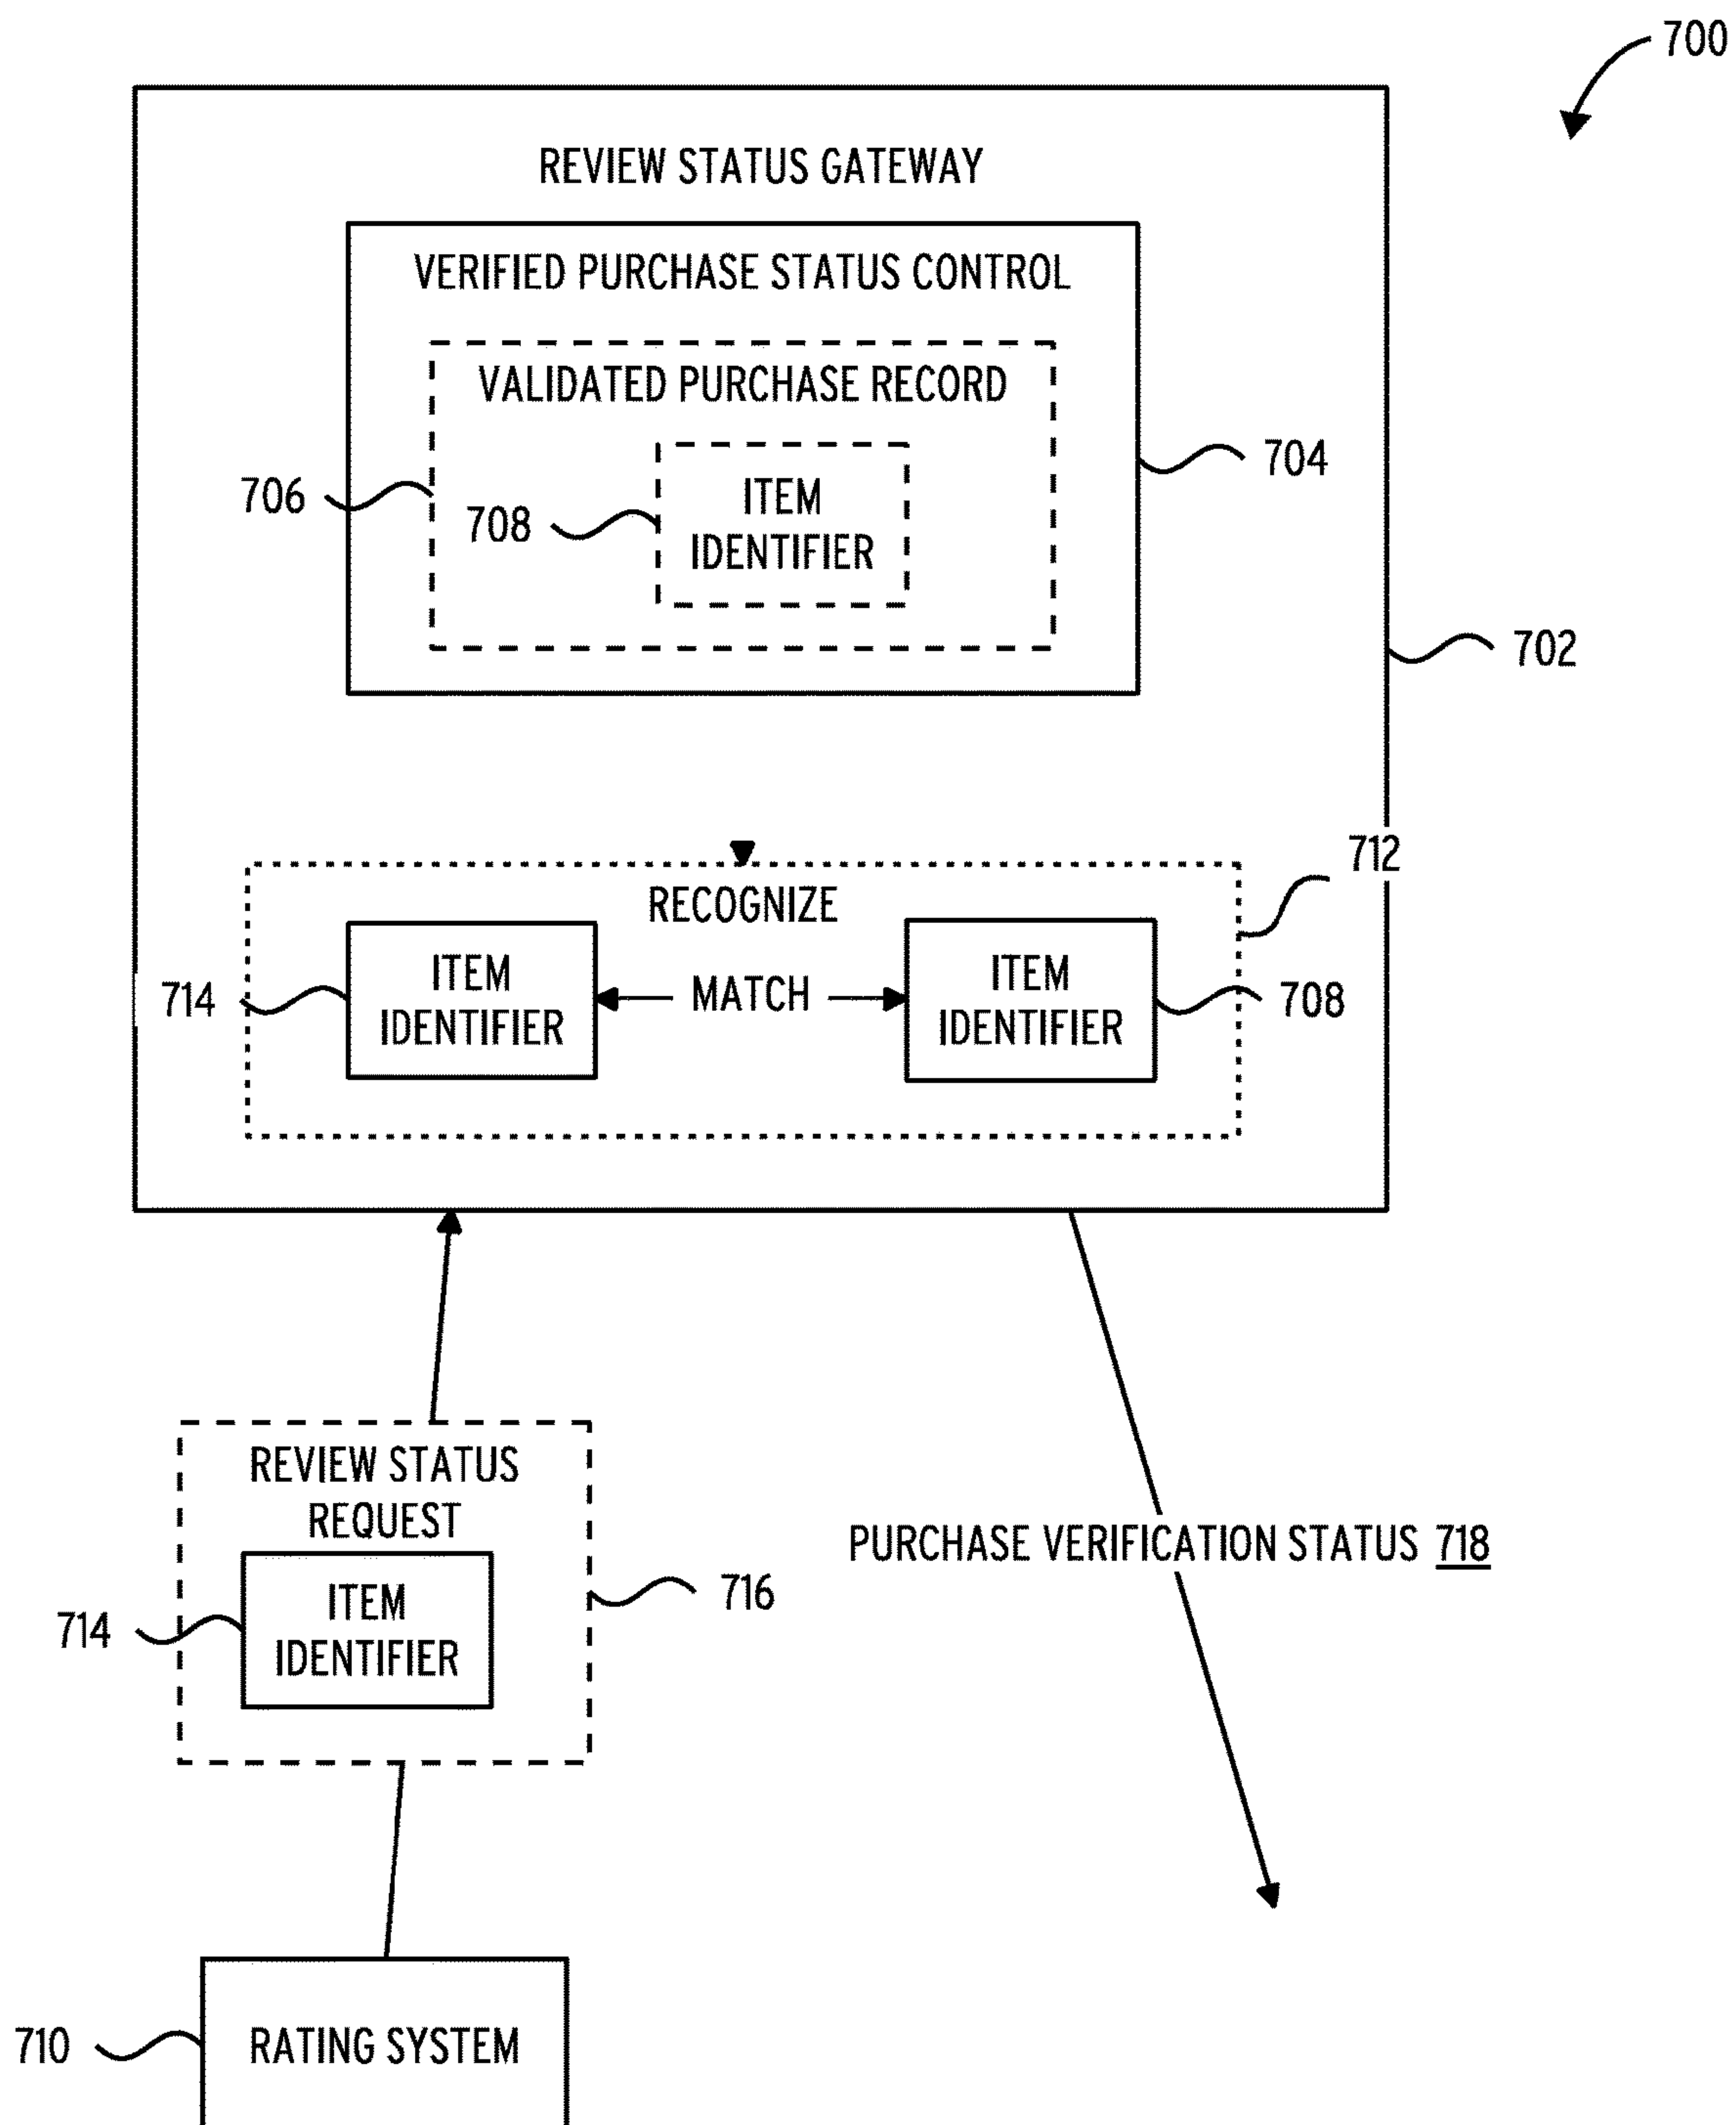 700
REVIEW STATUS GATEWAY
VERIFIED PURCHASE STATUS CONTROL
VALIDATED PURCHASE RECORD
704
706
708
ITEM
IDENTIFIER
702
712
RECOGNIZE
714
ITEM
IDENTIFIER
MATCH
ITEM
IDENTIFIER
708
REVIEW STATUS
REQUEST
PURCHASE VERIFICATION STATUS 718
716
714
ITEM
IDENTIFIER
710
RATING SYSTEM